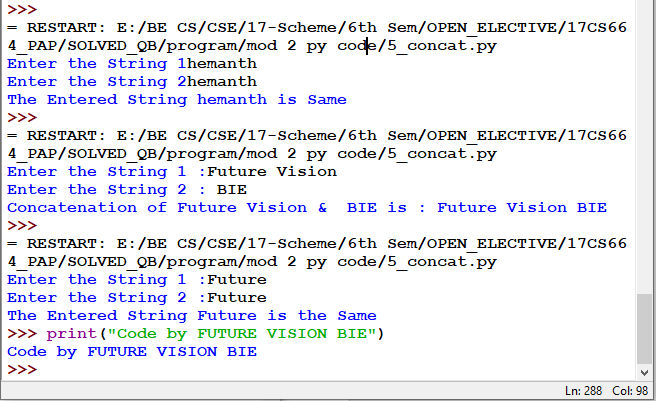 >>>
= RESTART: E:/BE CS/CSE/17-Scheme/6th Sem/OPEN_ELECTIVE/17CS66
4_PAP/SOLVED_QB/program/mod 2 py code/5_concat.py
Enter the String 1hemanth
Enter the String 2hemanth
The Entered String hemanth is Same
>>>
= RESTART: E:/BE CS/CSE/17-Scheme/6th Sem/OPEN_ELECTIVE/17CS66
4_PAP/SOLVED_QB/program/mod 2 py code/5_concat.py
Enter the String 1 :Future Vision
Enter the String 2 : BIE
Concatenation of Future Vision &  BIE is : Future Vision BIE
>>>
= RESTART: E:/BE CS/CSE/17-Scheme/6th Sem/OPEN_ELECTIVE/17CS66
4_PAP/SOLVED_QB/program/mod 2 py code/5_concat.py
Enter the String 1 :Future
Enter the String 2 :Future
The Entered String Future is the Same
>>> print("Code by FUTURE VISION BIE")
Code by FUTURE VISION BIE
>>>
Ln: 288 Col: 98